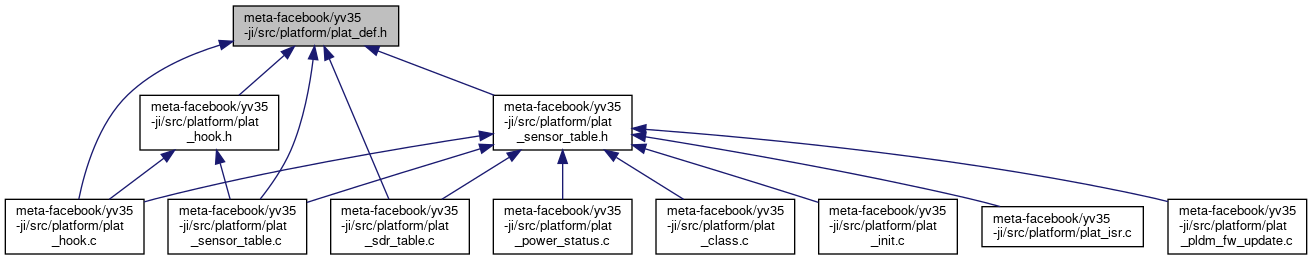 meta-facebook/yv35
-ji/src/platform/plat_def.h
meta-facebook/yv35
-ji/src/platform/plat
_hook.h
meta-facebook/yv35
-ji/src/platform/plat
_sensor_table.h
meta-facebook/yv35
-ji/src/platform/plat
_hook.c
meta-facebook/yv35
-ji/src/platform/plat
_sensor_table.c
meta-facebook/yv35
-ji/src/platform/plat
_sdr_table.c
meta-facebook/yv35
-ji/src/platform/plat
_power_status.c
meta-facebook/yv35
-ji/src/platform/plat
_class.c
meta-facebook/yv35
-ji/src/platform/plat
_init.c
meta-facebook/yv35
-ji/src/platform/plat_isr.c
meta-facebook/yv35
-ji/src/platform/plat
_pldm_fw_update.c